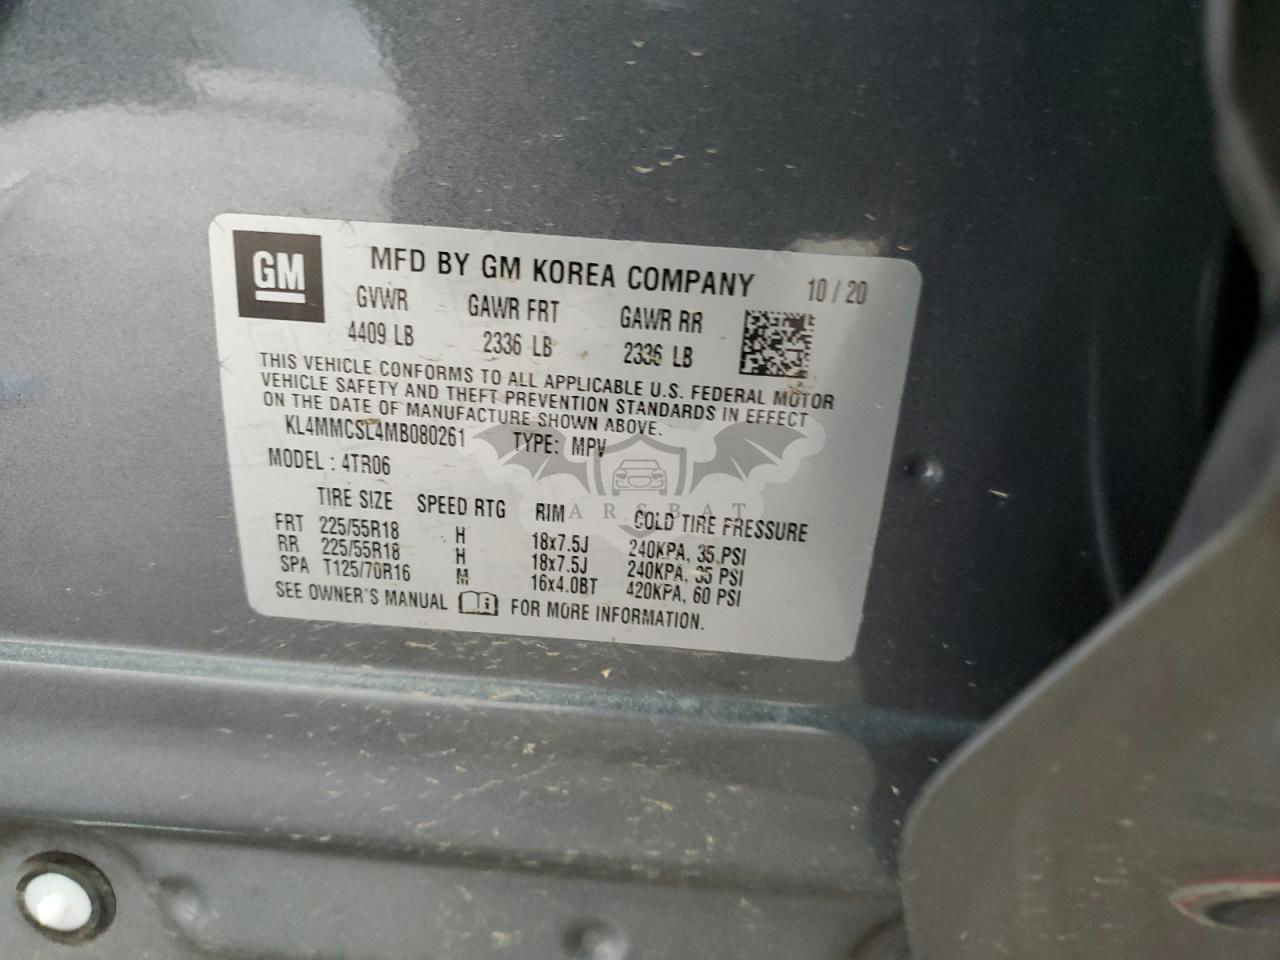 GM
MFD BY GM KOREA COMPANY 10 / 20
GVWR GAWR FRT GAWR RR
4409 LB 2336 LB 2336 LB
THIS VEHICLE CONFORMS TO ALL APPLICABLE U.S. FEDERAL MOTOR
VEHICLE SAFETY AND THEFT PREVENTION STANDARDS IN EFFECT
ON THE DATE OF MANUFACTURE SHOWN ABOVE.
KL4MMCSL4MB080261 TYPE: MPV
MODEL : 4TR06
TIRE SIZE SPEED RTG RIM COLD TIRE PRESSURE
FRT 225/55R18 H 18x7.5J 240KPA, 35 PSI
RR 225/55R18 H 18x7.5J 240KPA, 35 PSI
SPA T125/70R16 M 16x4.0BT 420KPA, 60 PSI
SEE OWNER'S MANUAL FOR MORE INFORMATION.
ARSBAT